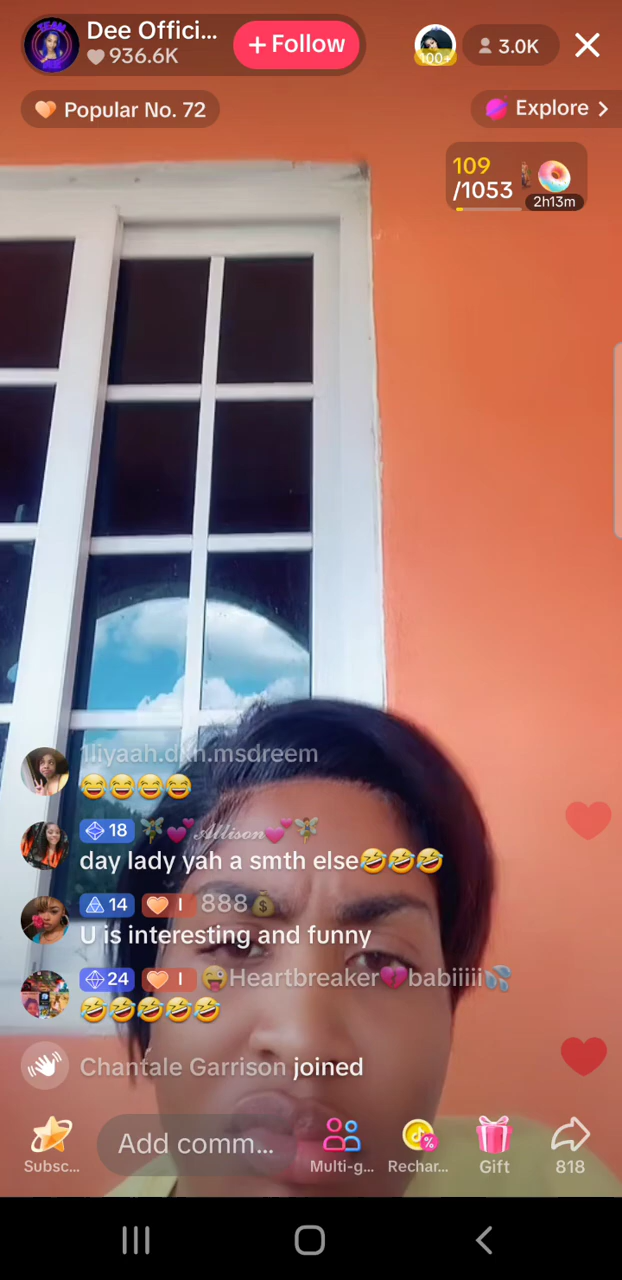 Dee Offici...
936.6K
+ Follow
100+
3.0K
Popular No. 72
Explore
109
/1053
2h13m
1liyaah.dkh.msdreem
😂😂😂😂
18 🧚💕𝒜𝓁𝓁𝒾𝓈𝑜𝓃💕🧚
day lady yah a smth else🤣🤣🤣
14 I 888💰
U is interesting and funny
24 I 😜Heartbreaker💔babiiiii💦
🤣🤣🤣🤣🤣
Chantale Garrison joined
Add comm...
Subsc...
Multi-g...
Rechar...
Gift
818